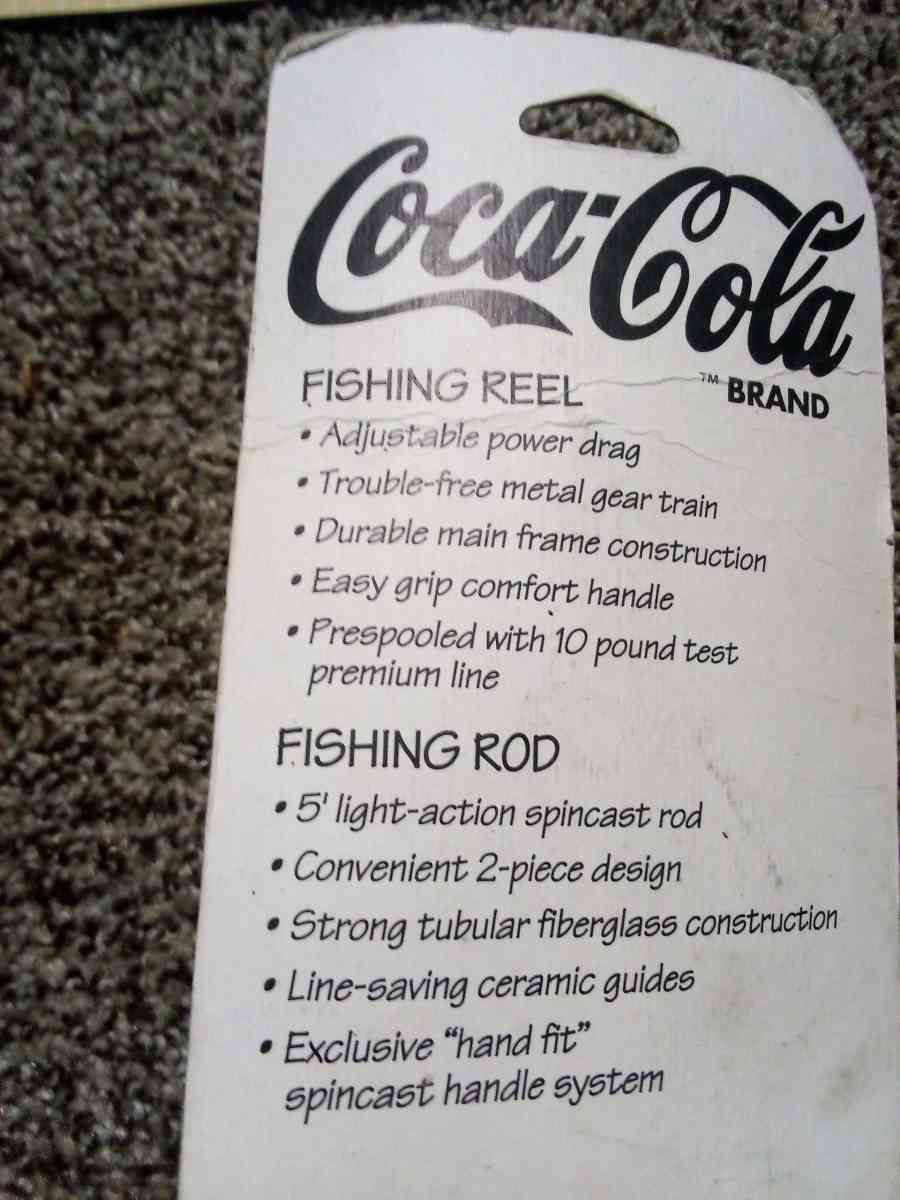 Coca-Cola
™ BRAND
FISHING REEL
• Adjustable power drag
• Trouble-free metal gear train
• Durable main frame construction
• Easy grip comfort handle
• Prespooled with 10 pound test
premium line
FISHING ROD
• 5' light-action spincast rod
• Convenient 2-piece design
• Strong tubular fiberglass construction
• Line-saving ceramic guides
• Exclusive “hand fit”
spincast handle system